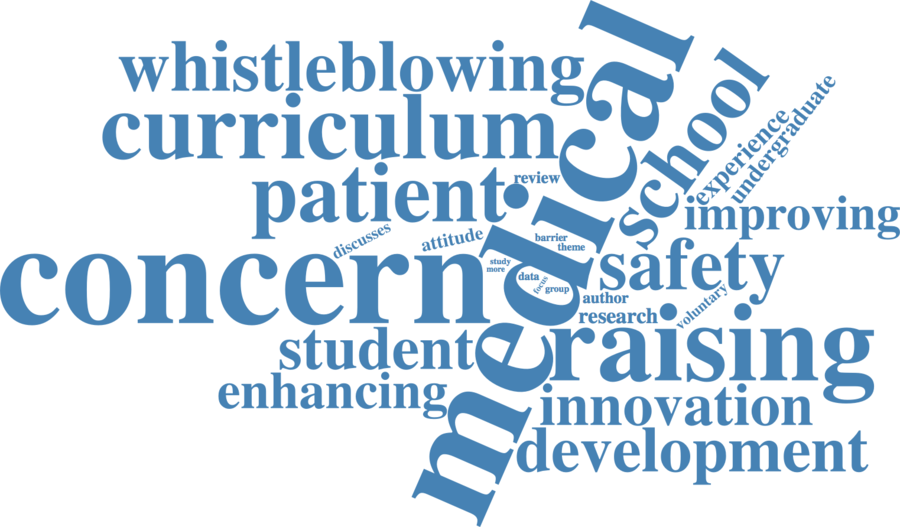 whistleblowing
curriculum
patient
review
medical
school
experience
undergraduate
improving
discusses
attitude
barrier
theme
concern
study
more
data
focus
group
safety
author
research
voluntary
raising
student
enhancing
innovation
development